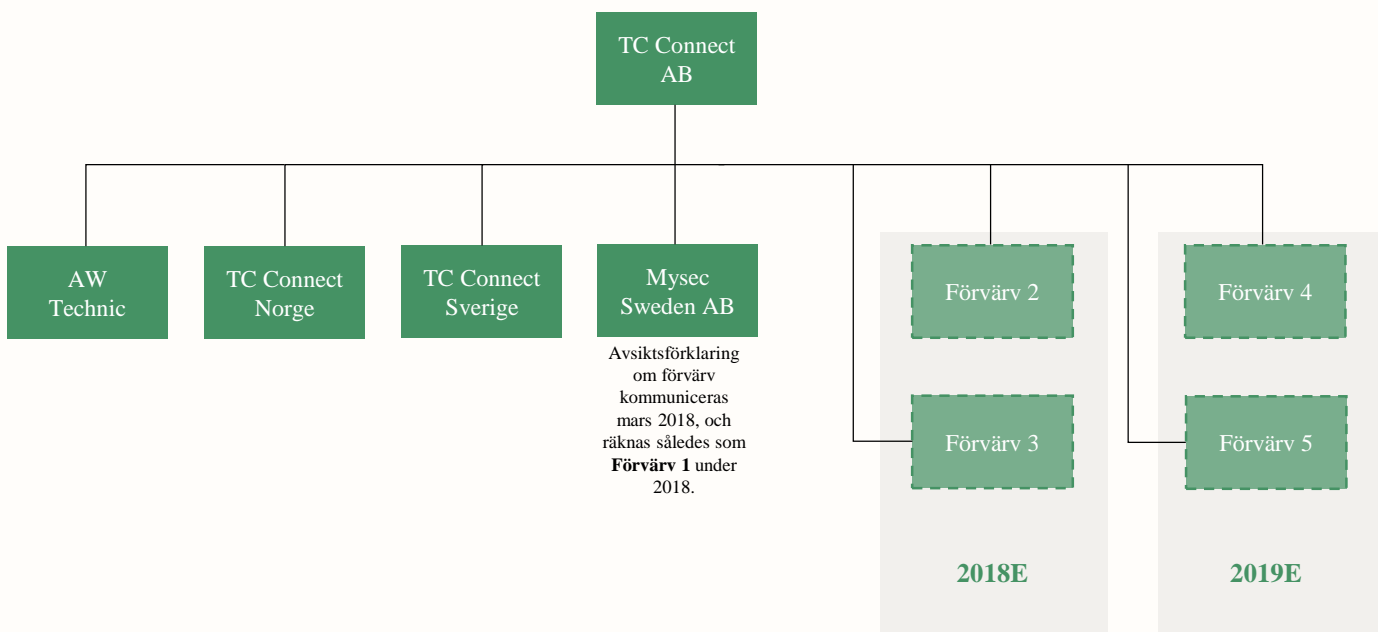 TC Connect
AB
AW
Technic
TC Connect
Norge
TC Connect
Sverige
Mysec
Sweden AB
Avsiktsförklaring
om förvärv
kommuniceras
mars 2018, och
räknas således som
Förvärv 1 under
2018.
Förvärv 2
Förvärv 3
2018E
Förvärv 4
Förvärv 5
2019E